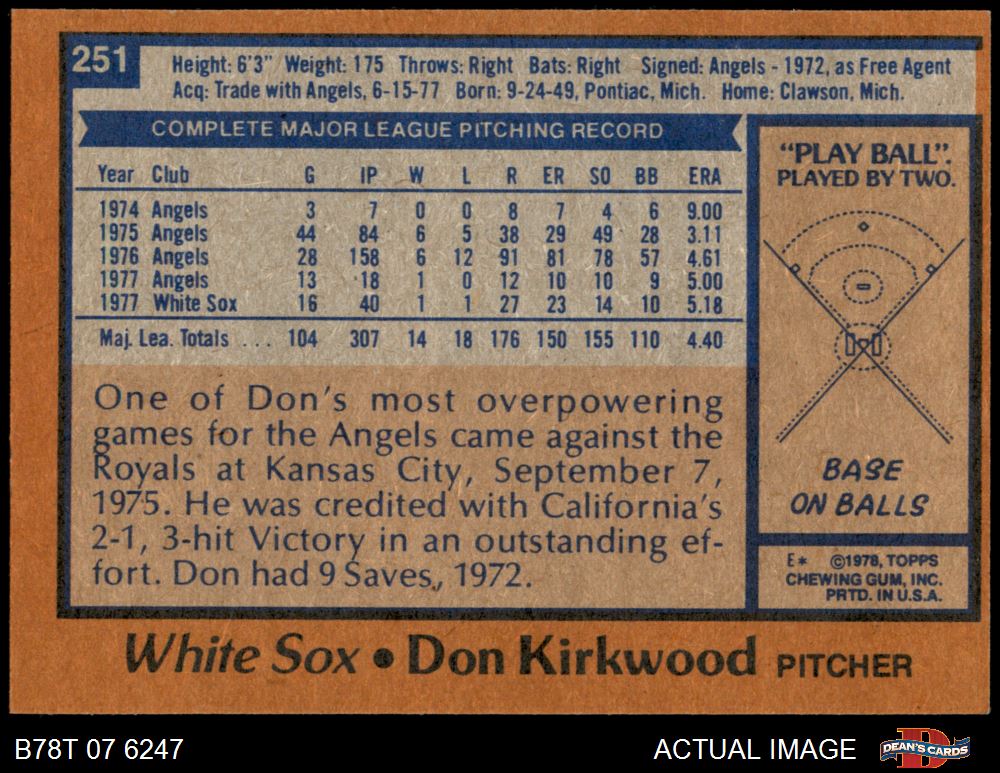 251
Height: 6'3" Weight: 175 Throws: Right Bats: Right Signed: Angels - 1972, as Free Agent
Acq: Trade with Angels, 6-15-77 Born: 9-24-49, Pontiac, Mich. Home: Clawson, Mich.
COMPLETE MAJOR LEAGUE PITCHING RECORD
Year Club G IP W L R ER SO BB ERA
1974 Angels 3 7 0 0 8 7 4 6 9.00
1975 Angels 44 84 6 5 38 29 49 28 3.11
1976 Angels 28 158 6 12 91 81 78 57 4.61
1977 Angels 13 18 1 0 12 10 10 9 5.00
1977 White Sox 16 40 1 1 27 23 14 10 5.18
Maj. Lea. Totals ... 104 307 14 18 176 150 155 110 4.40
One of Don's most overpowering
games for the Angels came against the
Royals at Kansas City, September 7,
1975. He was credited with California's
2-1, 3-hit Victory in an outstanding ef-
fort. Don had 9 Saves, 1972.
"PLAY BALL".
PLAYED BY TWO.
BASE
ON BALLS
E* ©1978, TOPPS
CHEWING GUM, INC.
PRTD. IN U.S.A.
White Sox • Don Kirkwood PITCHER
B78T 07 6247
ACTUAL IMAGE
DEAN'S CARDS